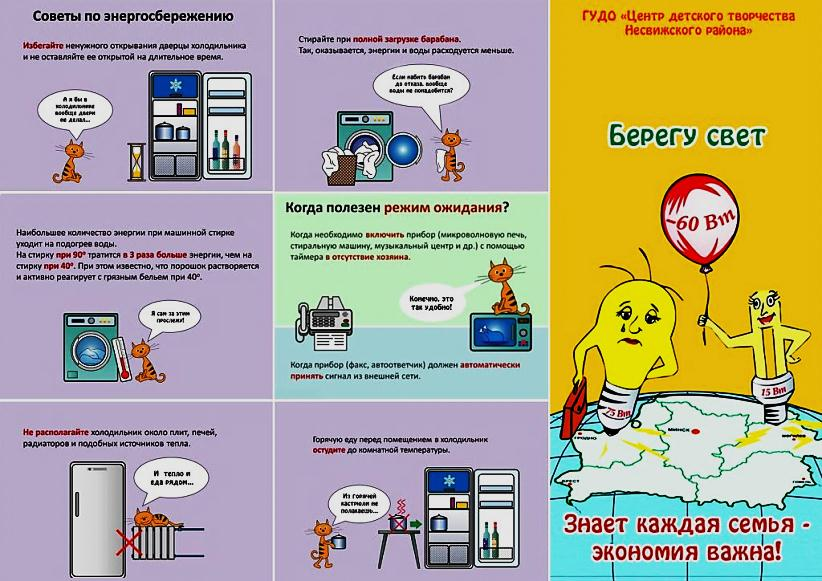 Советы по энергосбережению
Избегайте ненужного открывания дверцы холодильника
и не оставляйте ее открытой на длительное время.
А я бы в
холодильнике
вообще двери
не делал...
Стирайте при полной загрузке барабана.
Так, оказывается, энергии и воды расходуется меньше.
Если набить барабан
до отказа, вообще
воды не понадобится?
Наибольшее количество энергии при машинной стирке
уходит на подогрев воды.
На стирку при 90° тратится в 3 раза больше энергии, чем на
стирку при 40°. При этом известно, что порошок растворяется
и активно реагирует с грязным бельем при 40°.
Я сам за этим
прослежу!
Когда полезен режим ожидания?
Когда необходимо включить прибор (микроволновую печь,
стиральную машину, музыкальный центр и др.) с помощью
таймера в отсутствие хозяина.
Конечно, это
так удобно!
Когда прибор (факс, автоответчик) должен автоматически
принять сигнал из внешней сети.
Не располагайте холодильник около плит, печей,
радиаторов и подобных источников тепла.
И тепло и
еда рядом...
Горячую еду перед помещением в холодильник
остудите до комнатной температуры.
Из горячей
кастрюли не
полакаешь...
ГУДО «Центр детского творчества
Несвижского района»
Берегу свет
-60 Вт
75 Вт
15 Вт
ГРОДНО
МИНСК
МОГИЛЕВ
БРЕСТ
ГОМЕЛЬ
Знает каждая семья -
экономия важна!